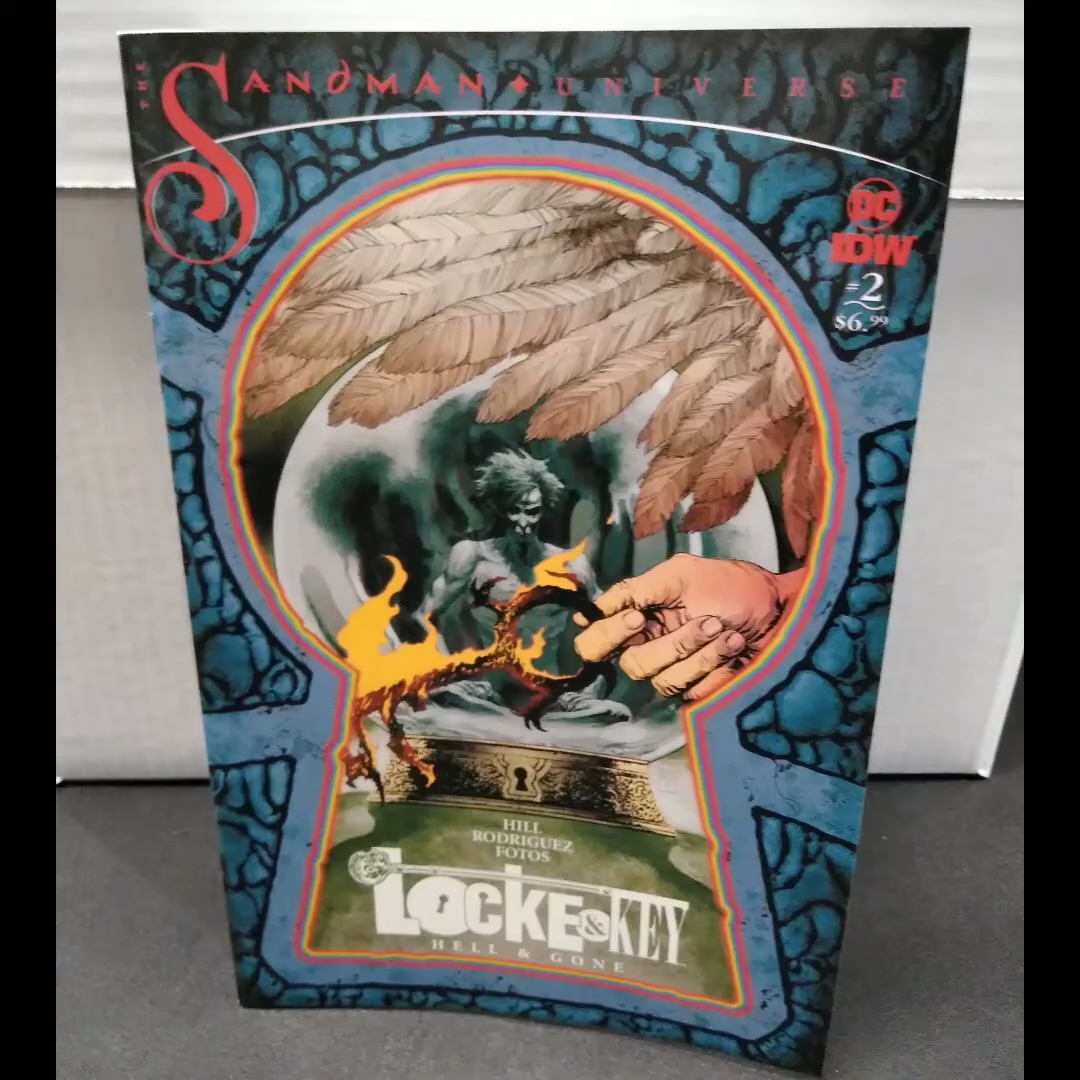 THE SANDMAN UNIVERSE
DC
IDW
#2
$6.99
HILL
RODRIGUEZ
FOTOS
LOCKE & KEY
HELL & GONE